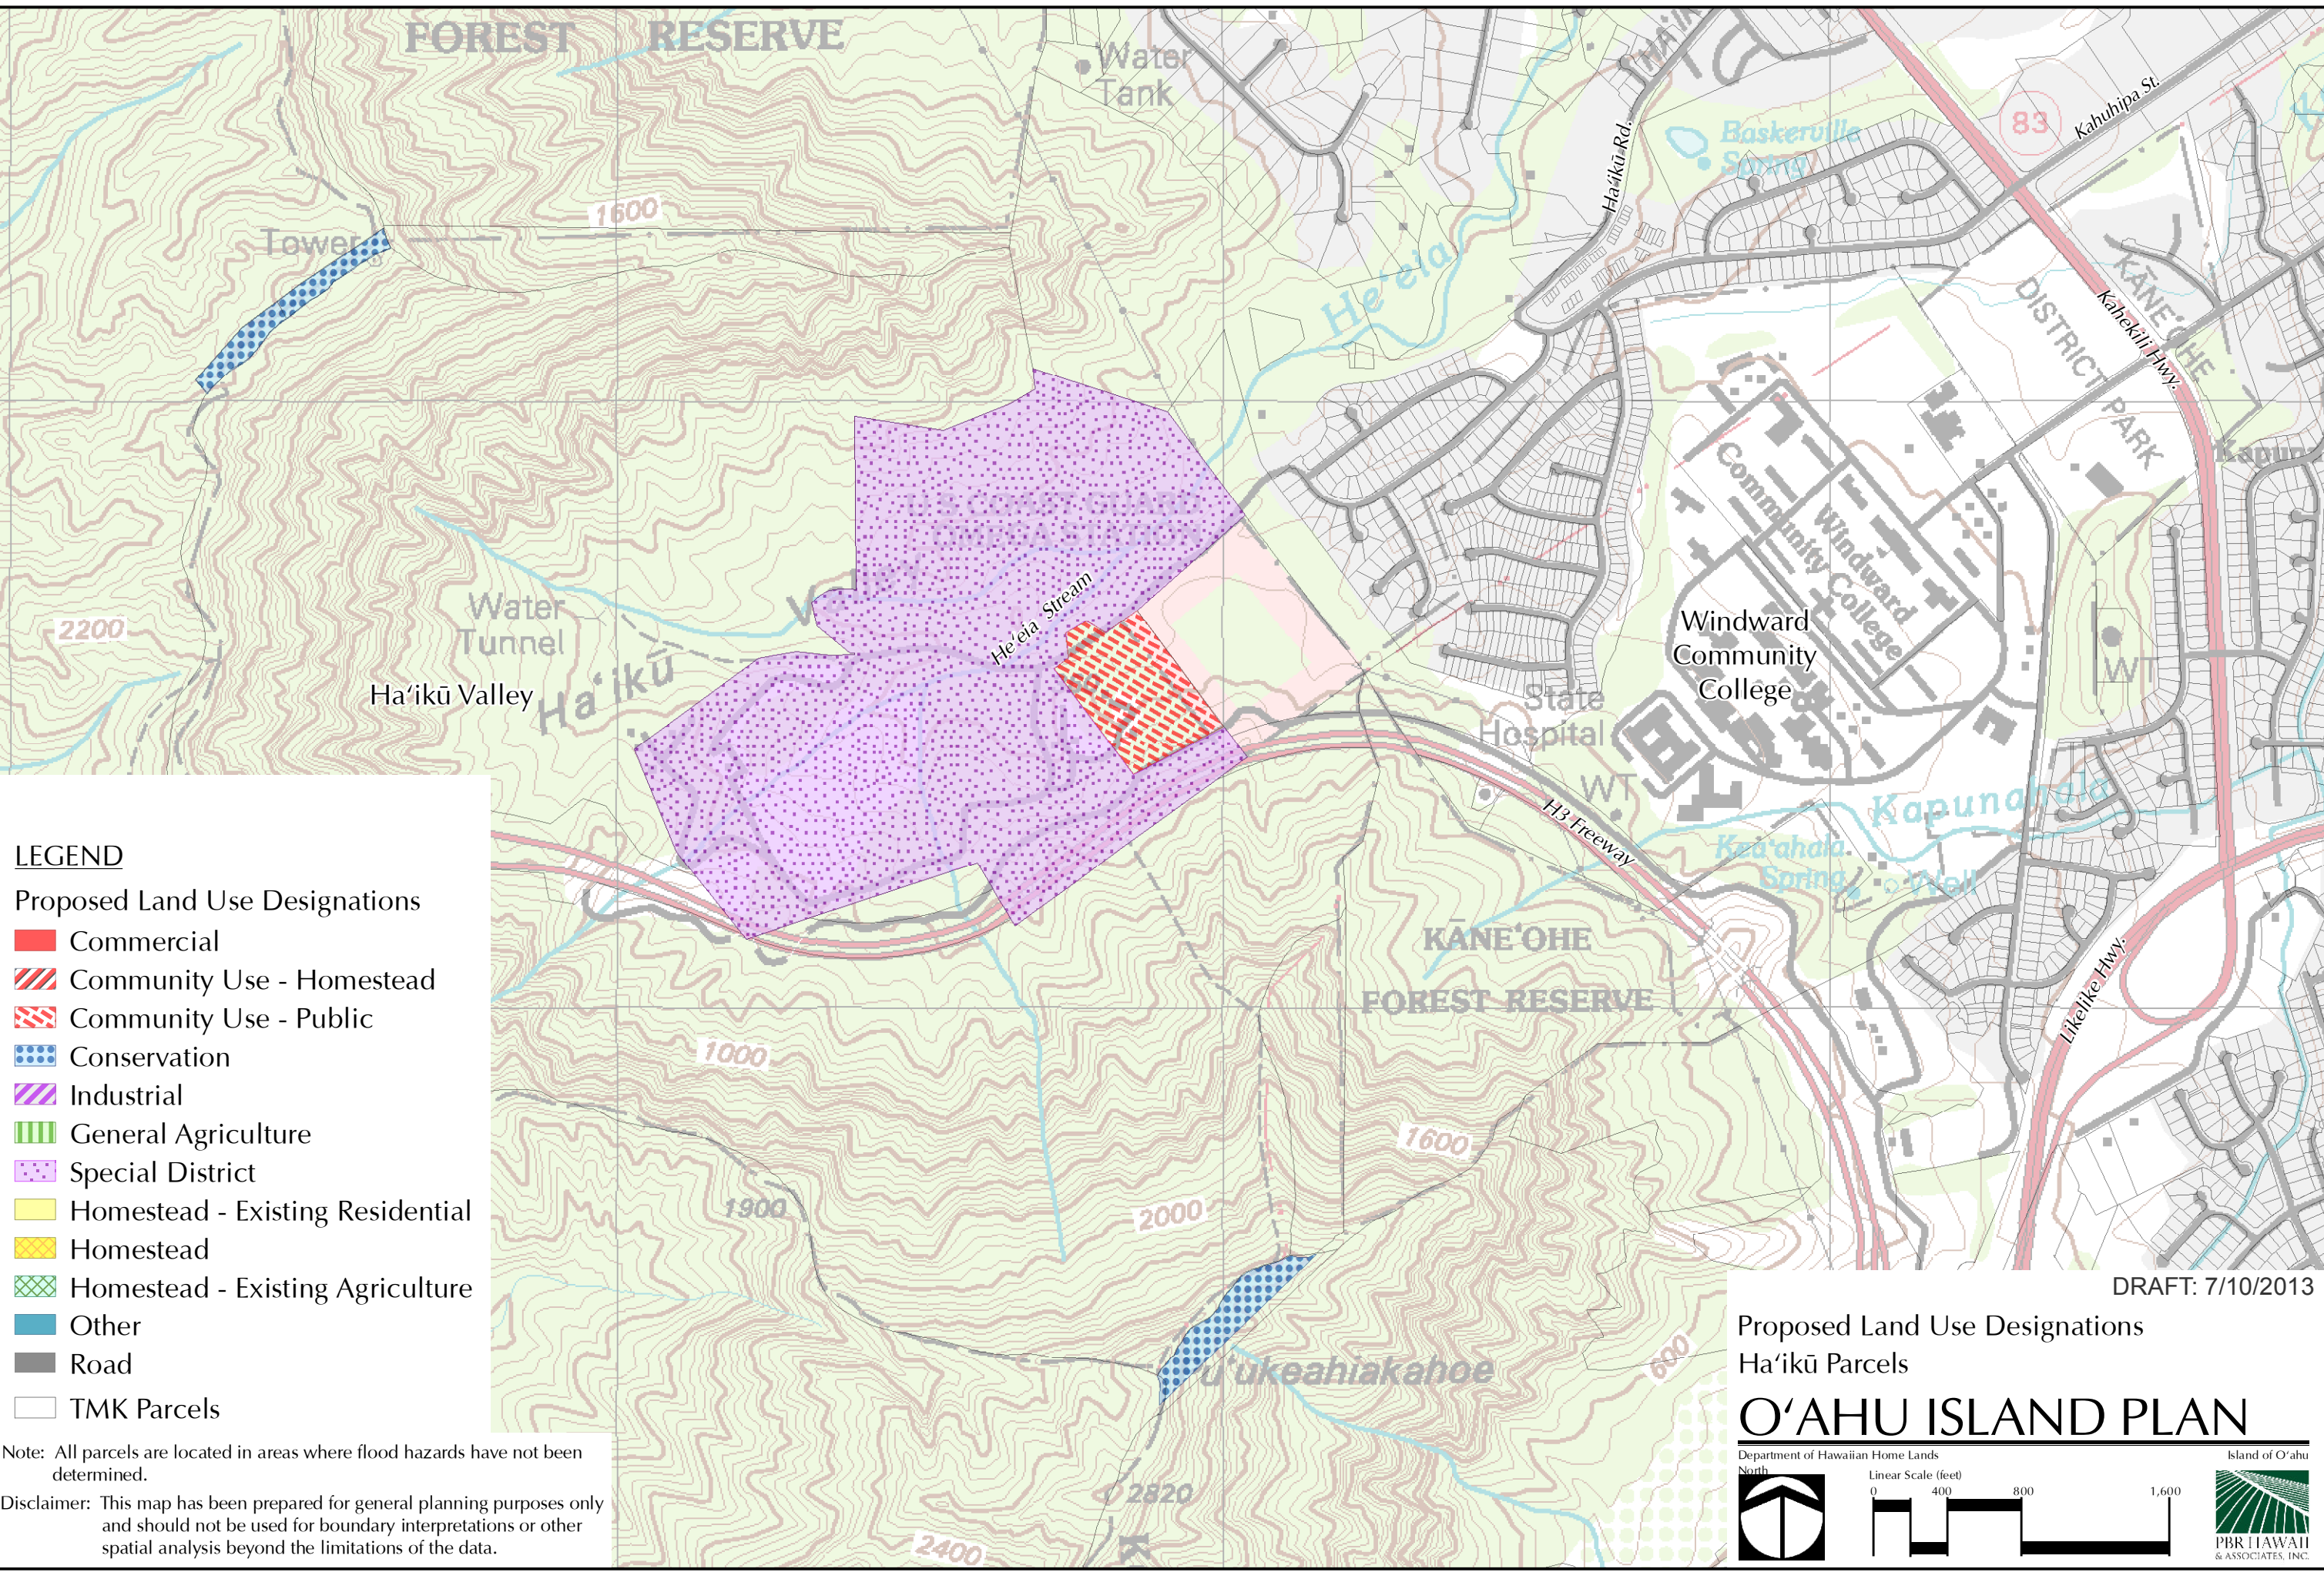 FOREST RESERVE
Water
Tank
HA'IKŪ
Ha‘ikū Rd.
Baskerville
Spring
83
Kahuhipa St.
1600
Tower
He‘eia
KĀNE‘OHE
DISTRICT PARK
Kahekili Hwy.
U S COAST GUARD
OMEGA STATION
Community College
Windward
Water
Tunnel
Valley
He‘eia Stream
2200
Ha‘ikū Valley
Ha‘ikū
Windward
Community
College
State
Hospital
WT
WT
H3 Freeway
Kapunahala
Kea‘ahala
Spring
Well
KĀNE‘OHE
FOREST RESERVE
Likelike Hwy.
1000
1600
1900
2000
u‘ukeahiakahoe
600
2820
2400
K
LEGEND
Proposed Land Use Designations
Commercial
Community Use - Homestead
Community Use - Public
Conservation
Industrial
General Agriculture
Special District
Homestead - Existing Residential
Homestead
Homestead - Existing Agriculture
Other
Road
TMK Parcels
Note: All parcels are located in areas where flood hazards have not been
determined.
Disclaimer: This map has been prepared for general planning purposes only
and should not be used for boundary interpretations or other
spatial analysis beyond the limitations of the data.
DRAFT: 7/10/2013
Proposed Land Use Designations
Ha‘ikū Parcels
O‘AHU ISLAND PLAN
Department of Hawaiian Home Lands Island of O‘ahu
North
Linear Scale (feet)
0 400 800 1,600
PBR HAWAII
& ASSOCIATES, INC.